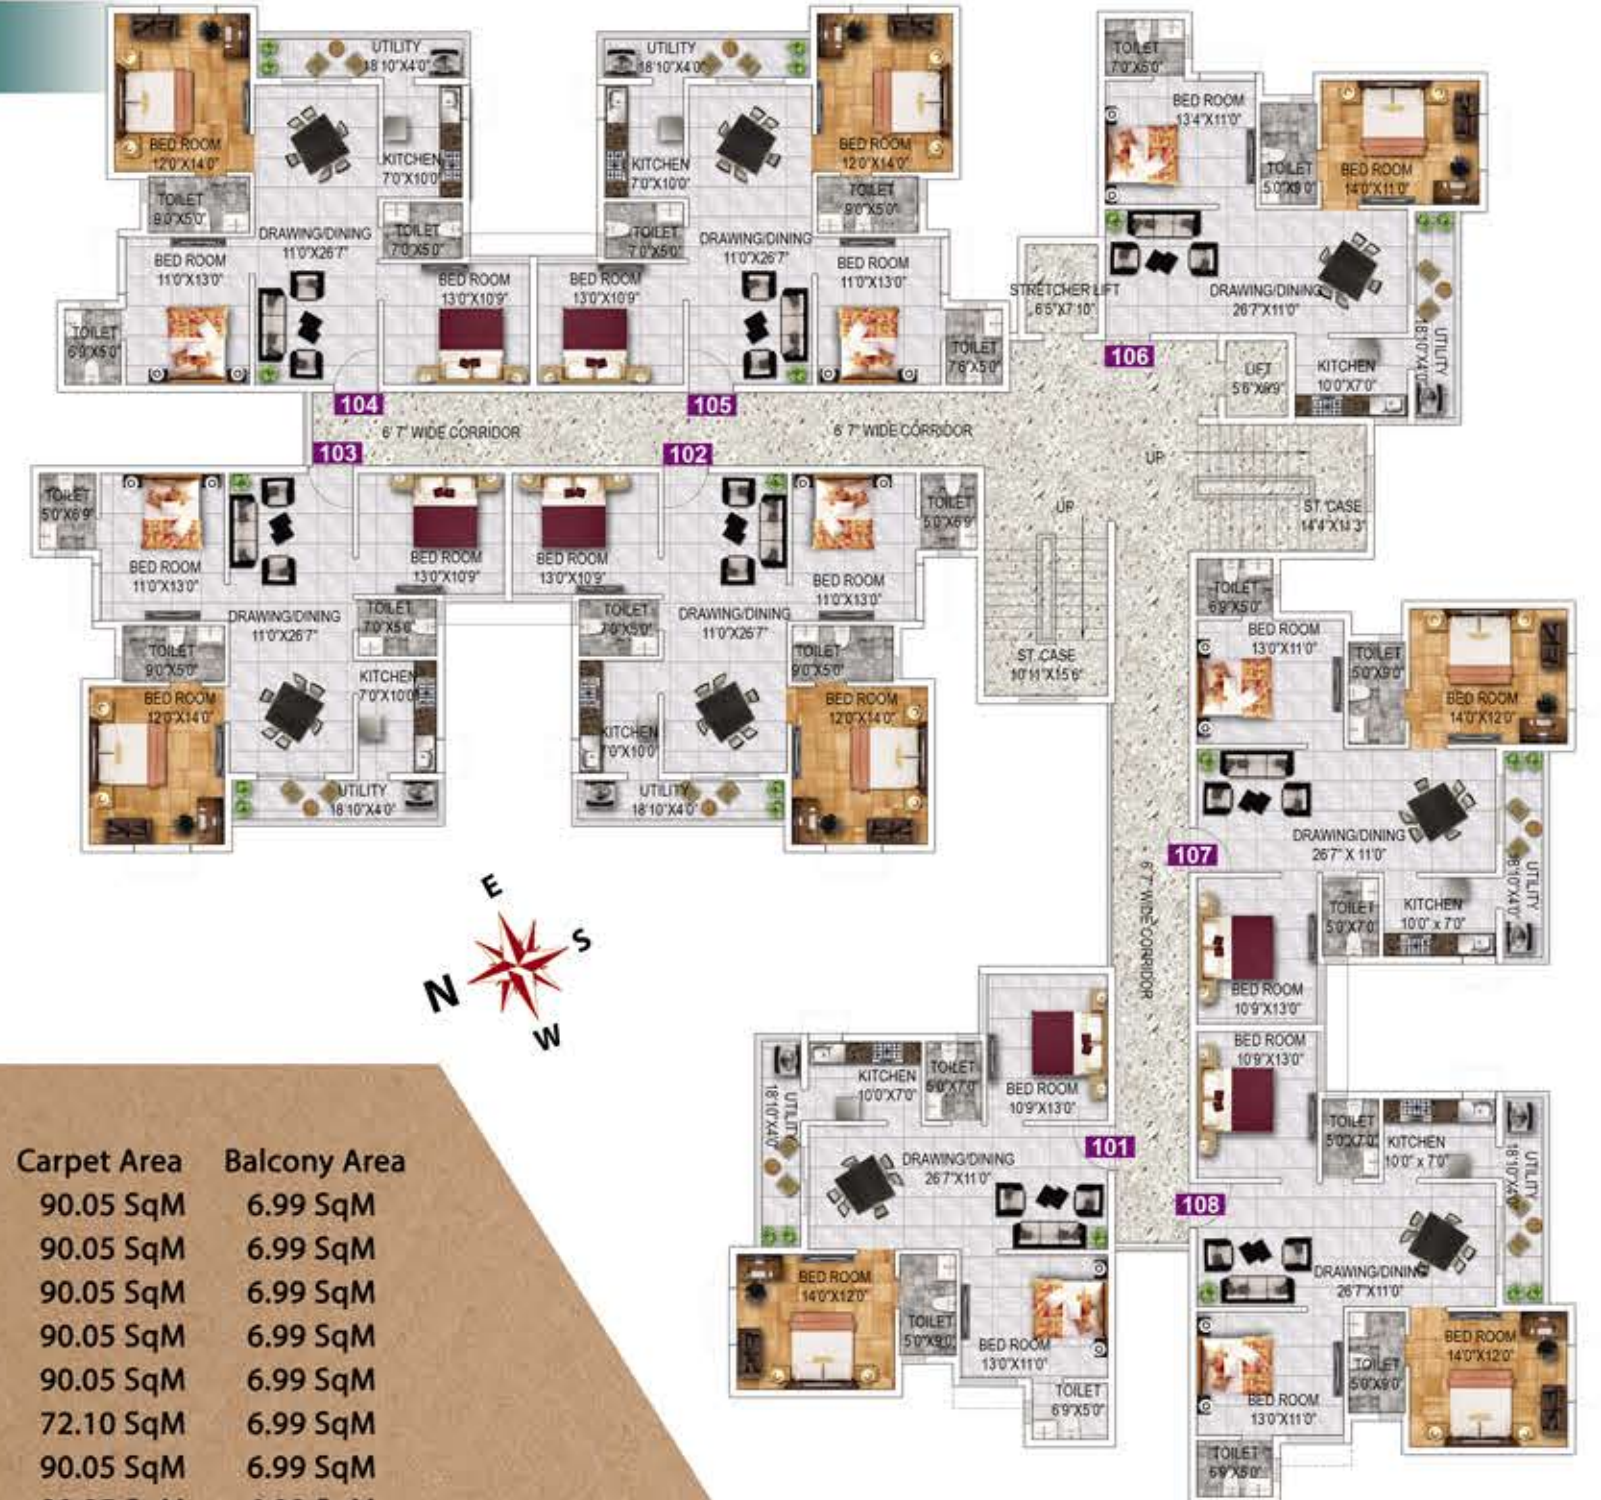 UTILITY
18'10"X4'0"
BED ROOM
12'0"X14'0"
KITCHEN
7'0"X10'0"
TOILET
9'0"X5'0"
DRAWING/DINING
11'0"X26'7"
TOILET
7'0"X5'0"
BED ROOM
11'0"X13'0"
BED ROOM
13'0"X10'9"
TOILET
6'9"X5'0"
104
UTILITY
18'10"X4'0"
BED ROOM
12'0"X14'0"
KITCHEN
7'0"X10'0"
TOILET
9'0"X5'0"
TOILET
7'0"X5'0"
DRAWING/DINING
11'0"X26'7"
BED ROOM
13'0"X10'9"
BED ROOM
11'0"X13'0"
TOILET
7'6"X5'0"
105
TOILET
7'0"X5'0"
BED ROOM
13'4"X11'0"
TOILET
5'0"X9'0"
BED ROOM
14'0"X11'0"
STRETCHER LIFT
6'5"X7'10"
DRAWING/DINING
26'7"X11'0"
UTILITY
18'10"X4'0"
106
LIFT
5'6"X9'9"
KITCHEN
10'0"X7'0"
6' 7" WIDE CORRIDOR
6' 7" WIDE CORRIDOR
103
102
UP
UP
ST. CASE
14'4"X11'3"
ST. CASE
10'11"X15'6"
TOILET
5'0"X6'9"
BED ROOM
11'0"X13'0"
BED ROOM
13'0"X10'9"
DRAWING/DINING
11'0"X26'7"
TOILET
7'0"X5'0"
TOILET
9'0"X5'0"
KITCHEN
7'0"X10'0"
BED ROOM
12'0"X14'0"
UTILITY
18'10"X4'0"
BED ROOM
13'0"X10'9"
TOILET
5'0"X6'9"
BED ROOM
11'0"X13'0"
TOILET
7'0"X5'0"
DRAWING/DINING
11'0"X26'7"
TOILET
9'0"X5'0"
BED ROOM
12'0"X14'0"
KITCHEN
7'0"X10'0"
UTILITY
18'10"X4'0"
TOILET
6'9"X5'0"
BED ROOM
13'0"X11'0"
TOILET
5'0"X9'0"
BED ROOM
14'0"X12'0"
DRAWING/DINING
26'7" X 11'0"
107
UTILITY
18'10"X4'0"
TOILET
5'0"X7'0"
KITCHEN
10'0" x 7'0"
BED ROOM
10'9"X13'0"
6' 7" WIDE CORRIDOR
E
S
N
W
BED ROOM
10'9"X13'0"
TOILET
5'0"X7'0"
KITCHEN
10'0" x 7'0"
UTILITY
18'10"X4'0"
108
DRAWING/DINING
26'7"X11'0"
BED ROOM
14'0"X12'0"
TOILET
5'0"X9'0"
BED ROOM
13'0"X11'0"
TOILET
6'9"X5'0"
KITCHEN
10'0"X7'0"
TOILET
5'0"X7'0"
BED ROOM
10'9"X13'0"
UTILITY
18'10"X4'0"
101
DRAWING/DINING
26'7"X11'0"
BED ROOM
14'0"X12'0"
TOILET
5'0"X9'0"
BED ROOM
13'0"X11'0"
TOILET
6'9"X5'0"
Carpet Area Balcony Area
90.05 SqM 6.99 SqM
90.05 SqM 6.99 SqM
90.05 SqM 6.99 SqM
90.05 SqM 6.99 SqM
90.05 SqM 6.99 SqM
72.10 SqM 6.99 SqM
90.05 SqM 6.99 SqM